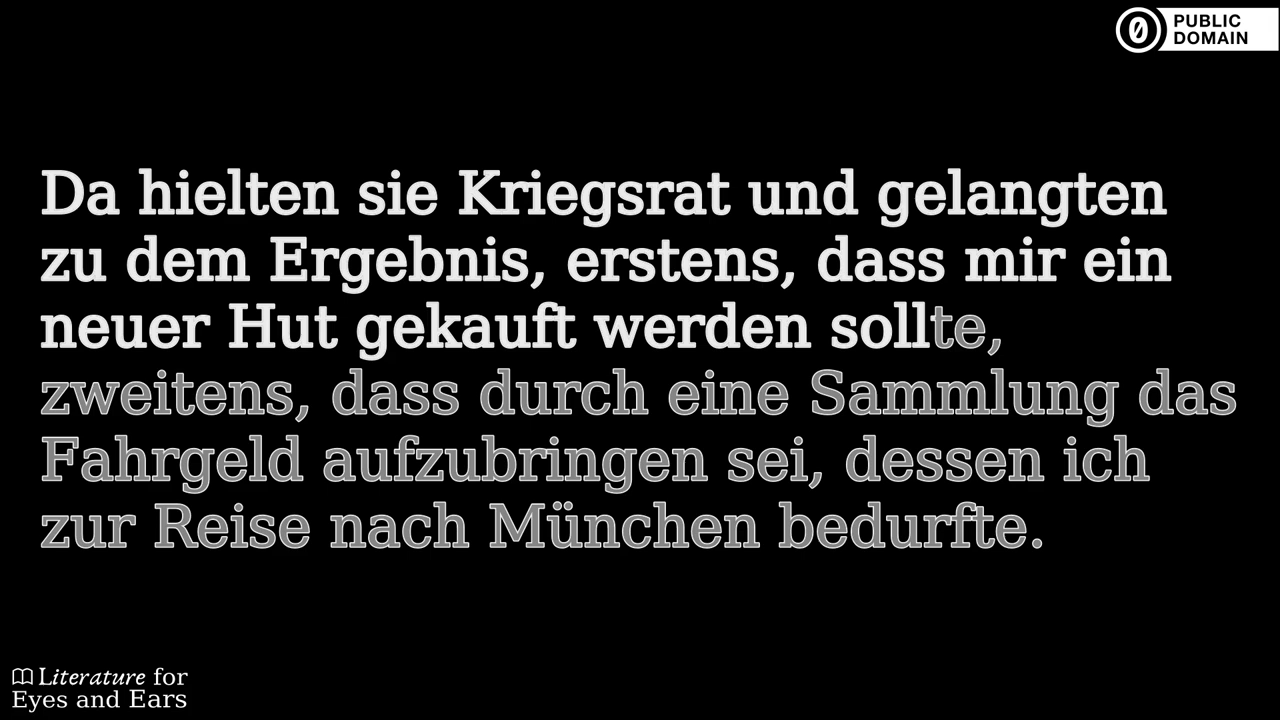 PUBLIC
DOMAIN
Da hielten sie Kriegsrat und gelangten
zu dem Ergebnis, erstens, dass mir ein
neuer Hut gekauft werden sollte,
zweitens, dass durch eine Sammlung das
Fahrgeld aufzubringen sei, dessen ich
zur Reise nach München bedurfte.
Literature for
Eyes and Ears